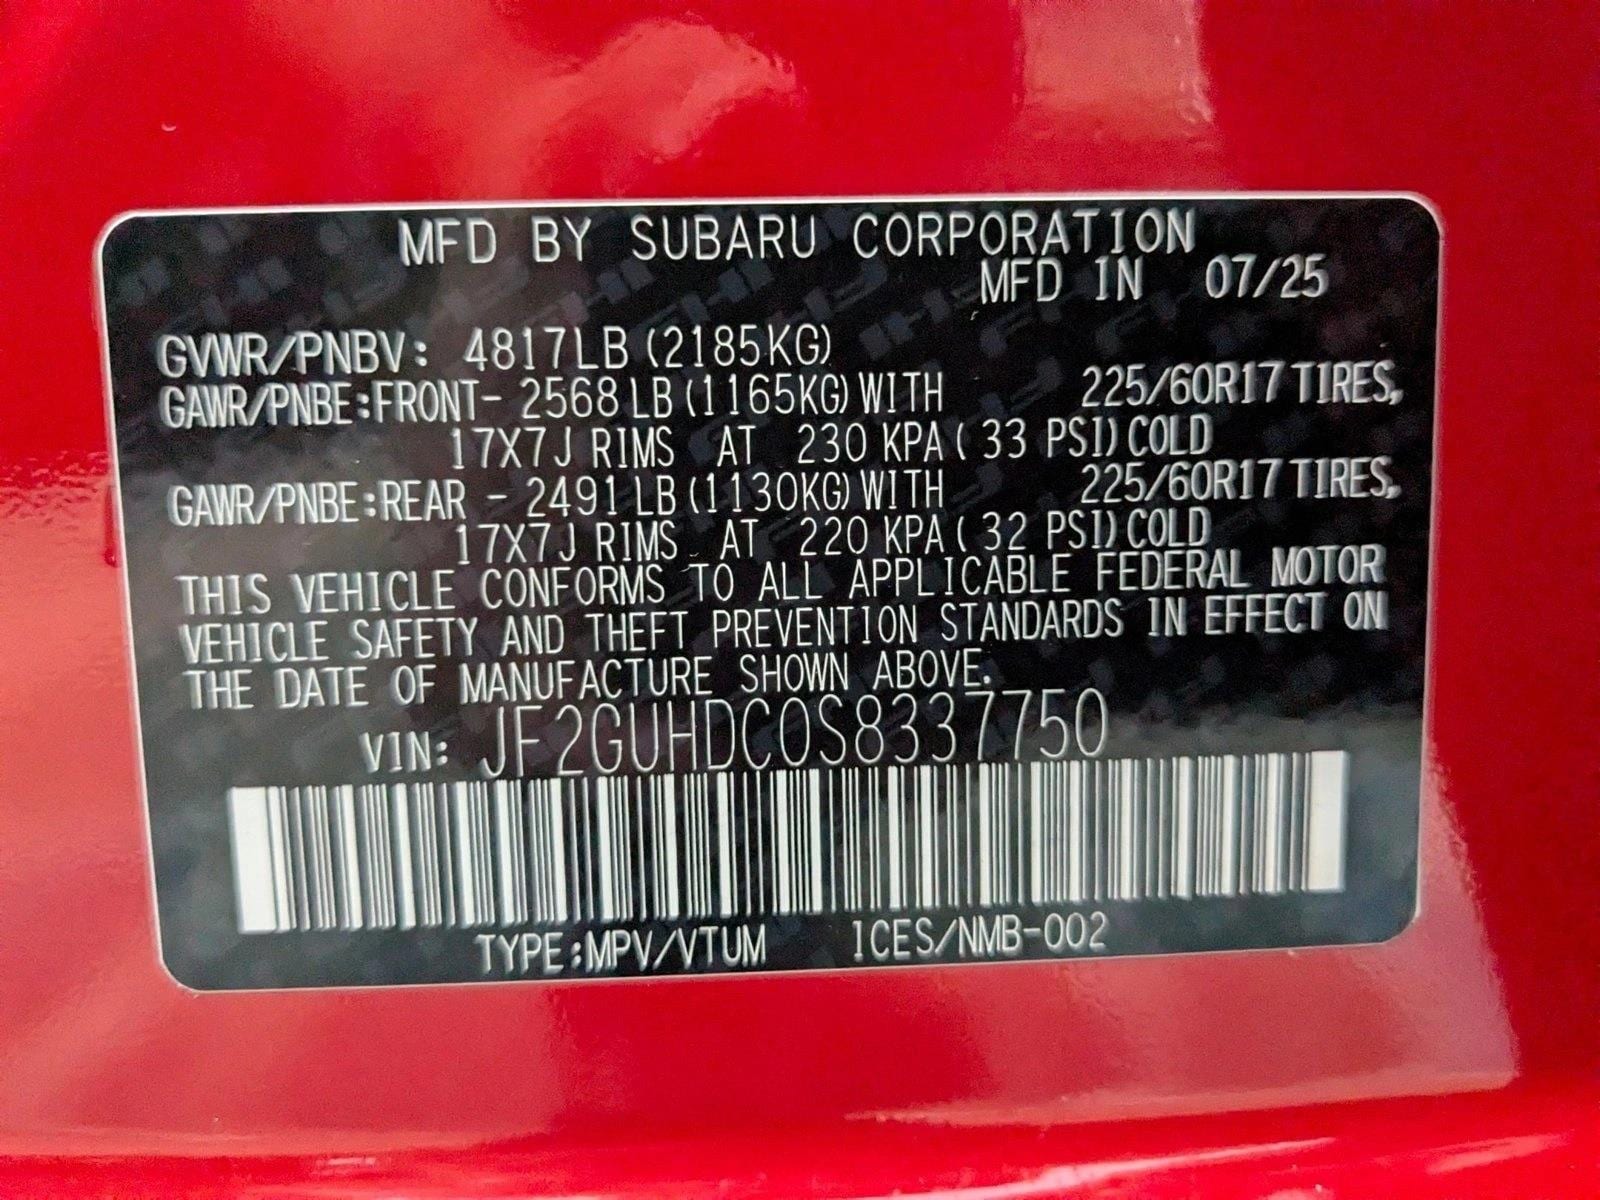 MFD BY SUBARU CORPORATION
MFD IN 07/25
GVWR/PNBV: 4817LB (2185KG)
GAWR/PNBE:FRONT- 2568 LB (1165KG) WITH 225/60R17 TIRES,
17X7J RIMS AT 230 KPA ( 33 PSI) COLD
GAWR/PNBE:REAR - 2491 LB (1130KG) WITH 225/60R17 TIRES,
17X7J RIMS AT 220 KPA ( 32 PSI) COLD
THIS VEHICLE CONFORMS TO ALL APPLICABLE FEDERAL MOTOR
VEHICLE SAFETY AND THEFT PREVENTION STANDARDS IN EFFECT ON
THE DATE OF MANUFACTURE SHOWN ABOVE.
VIN: JF2GUHDC0S8337750
TYPE:MPV/VTUM ICES/NMB-002